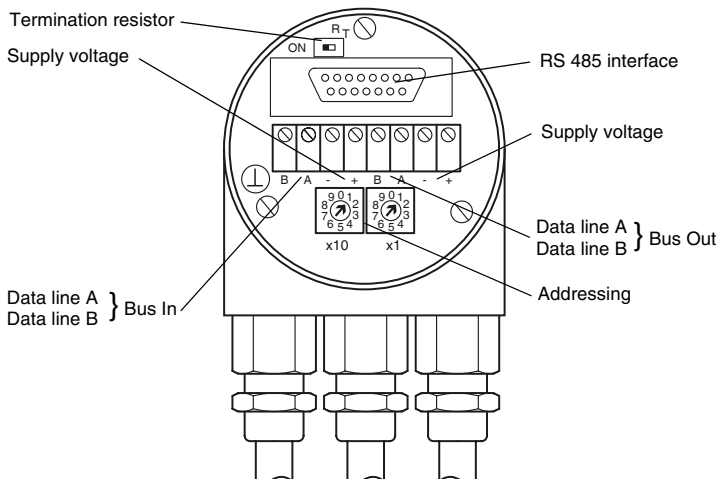 Termination resistor
R T
ON
Supply voltage
RS 485 interface
Supply voltage
B A - + B A - +
9 0 1 2 3 4 5 6 7 8
9 0 1 2 3 4 5 6 7 8
x10 x1
Data line A
Data line B } Bus Out
Addressing
Data line A
Data line B } Bus In